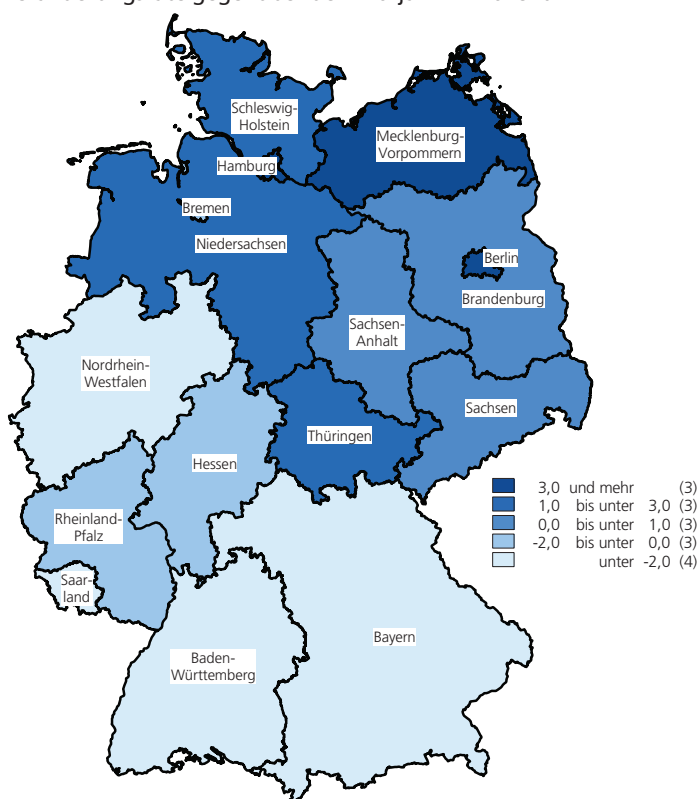 Schleswig-
Holstein
Mecklenburg-
Vorpommern
Hamburg
Bremen
Niedersachsen
Berlin
Brandenburg
Sachsen-
Anhalt
Nordrhein-
Westfalen
Sachsen
Thüringen
Hessen
3,0 und mehr (3)
1,0 bis unter 3,0 (3)
0,0 bis unter 1,0 (3)
-2,0 bis unter 0,0 (3)
unter -2,0 (4)
Rheinland-
Pfalz
Saar-
land
Bayern
Baden-
Württemberg